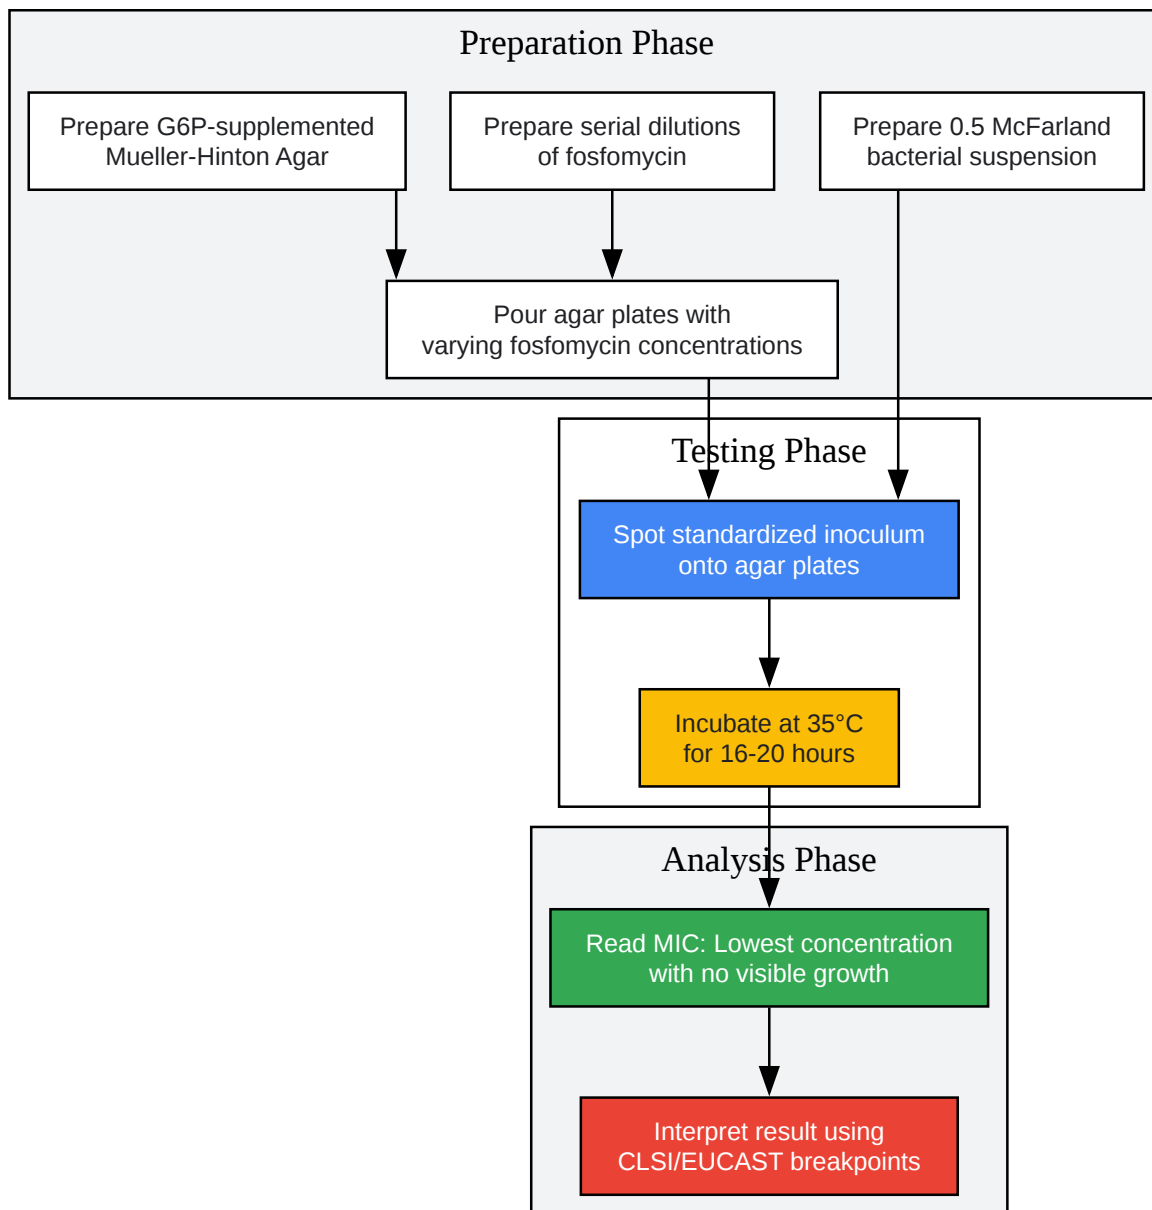 Preparation Phase
Prepare G6P-supplemented
Mueller-Hinton Agar
Prepare serial dilutions
of fosfomycin
Prepare 0.5 McFarland
bacterial suspension
Pour agar plates with
varying fosfomycin concentrations
Testing Phase
Spot standardized inoculum
onto agar plates
Incubate at 35°C
for 16-20 hours
Analysis Phase
Read MIC: Lowest concentration
with no visible growth
Interpret result using
CLSI/EUCAST breakpoints